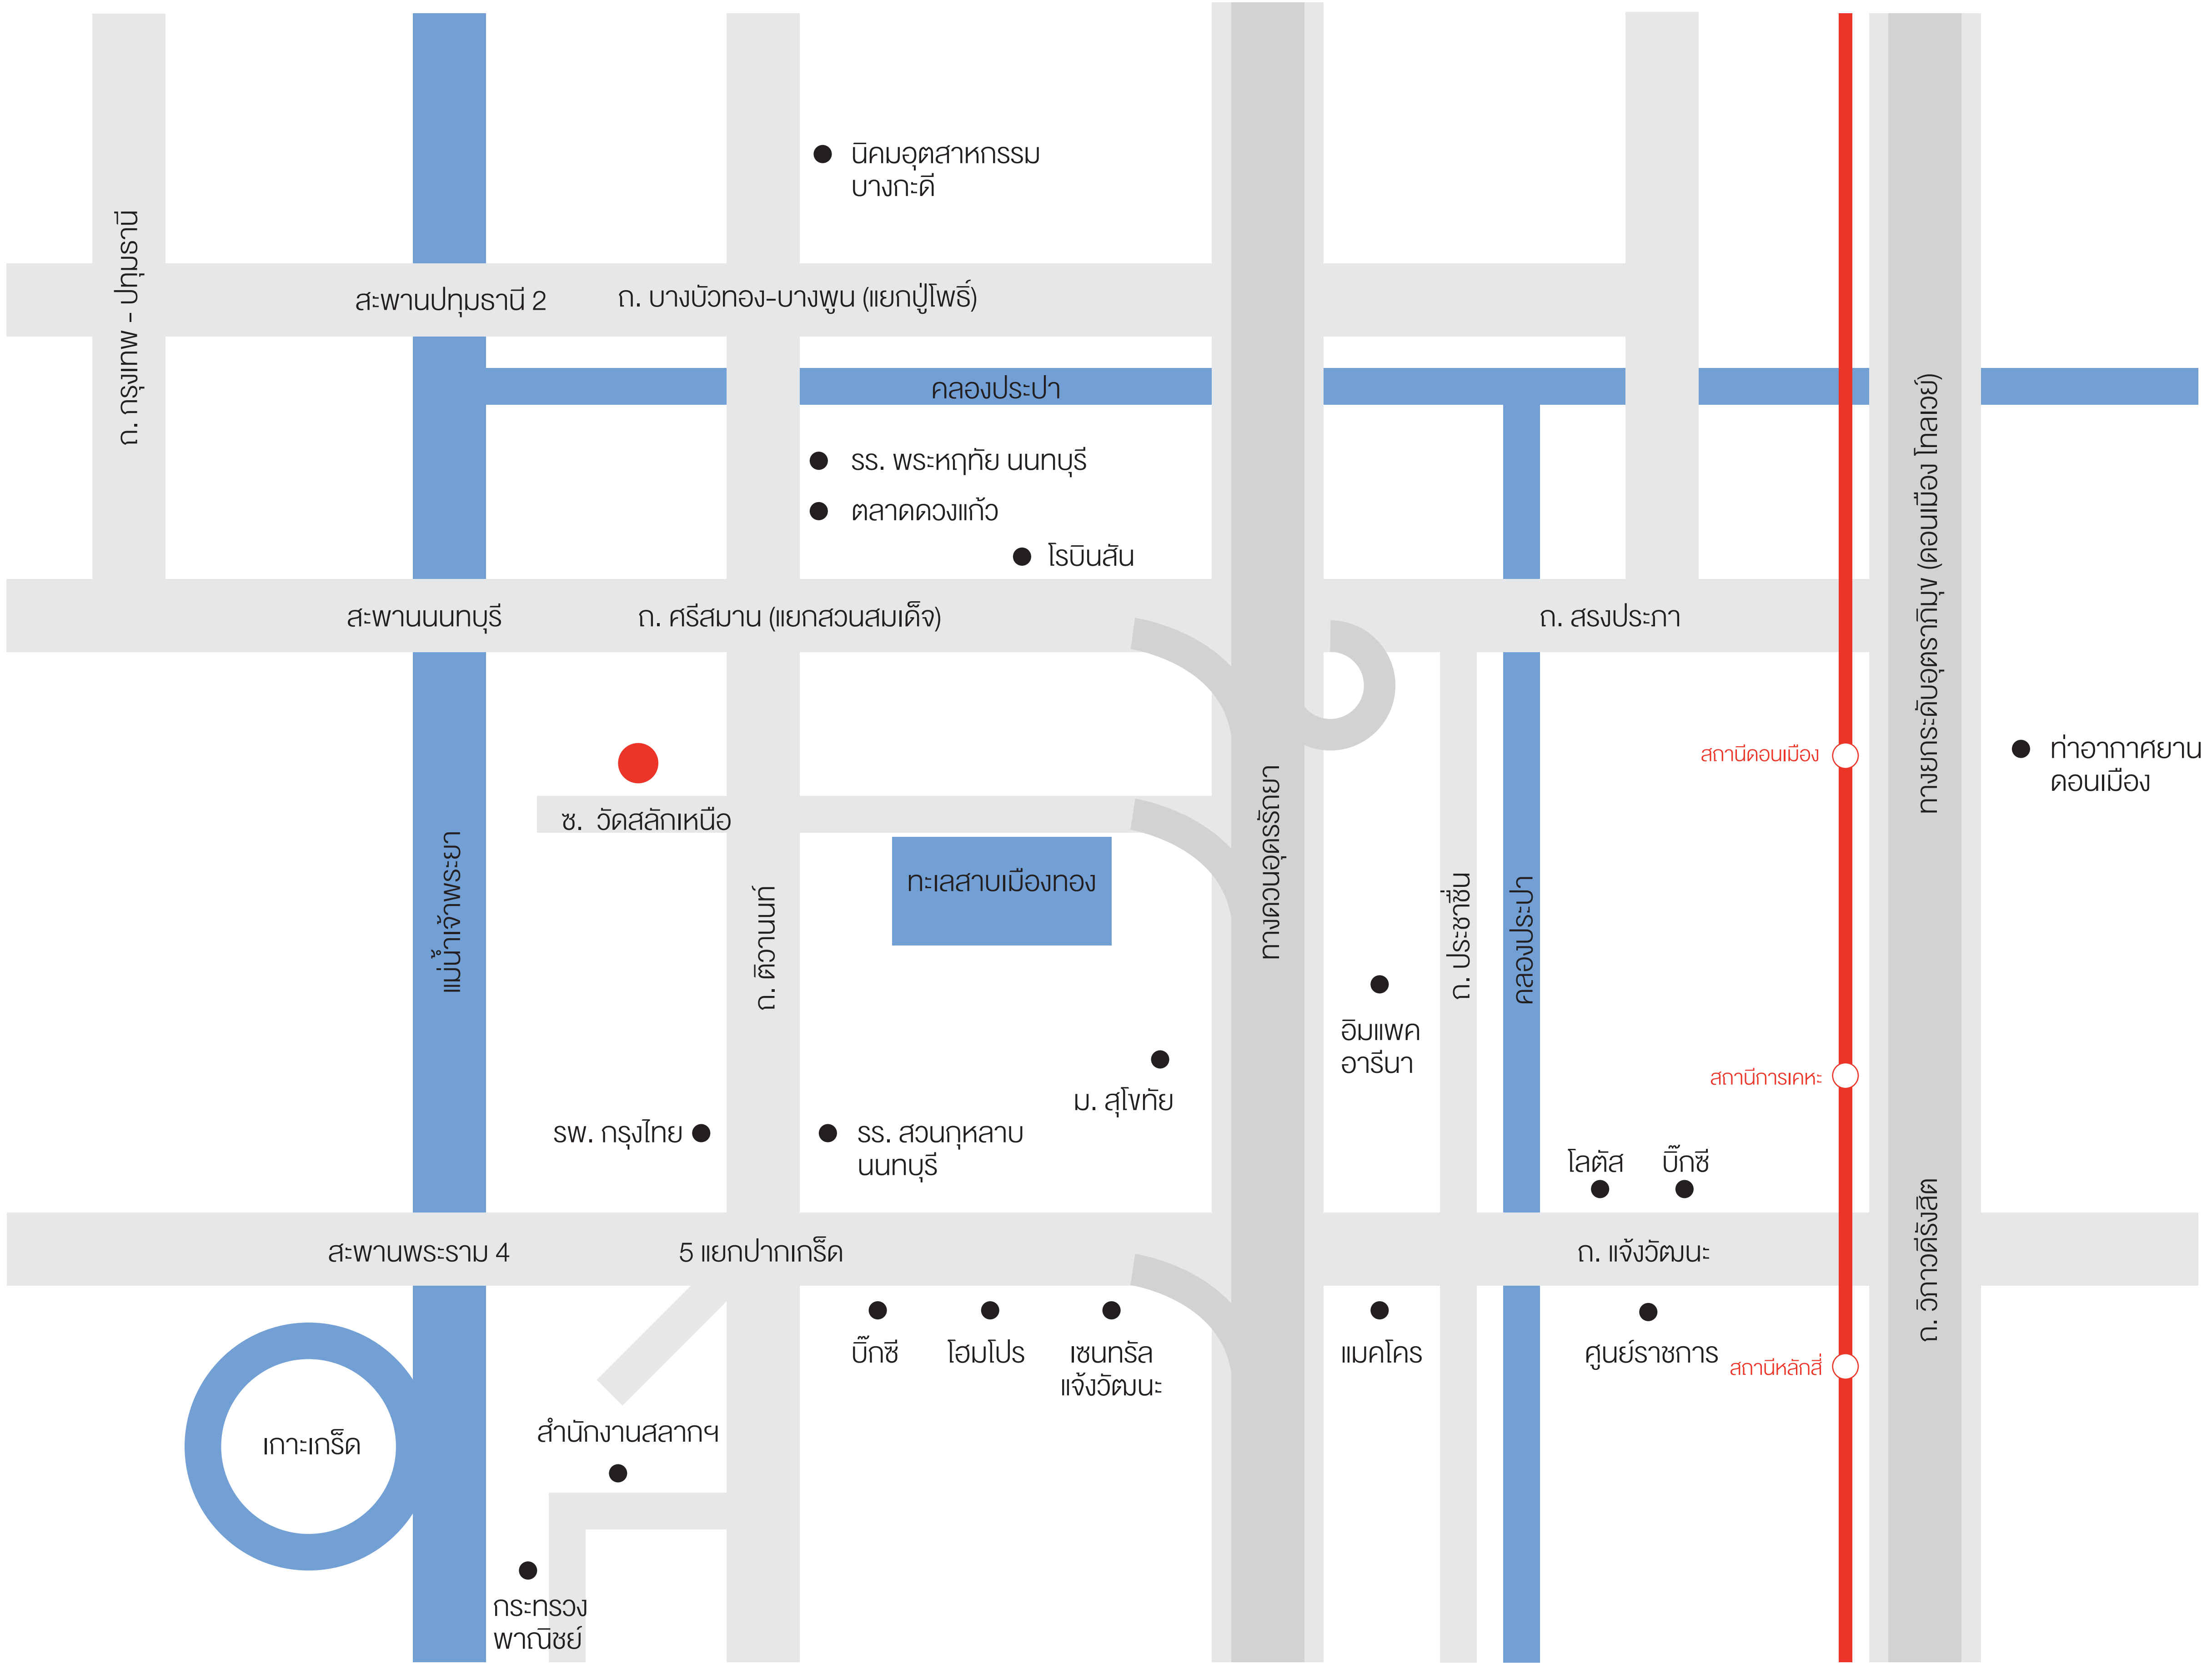 นิคมอุตสาหกรรม
บางกะดี
ถ. กรุงเทพ - ปทุมธานี
สะพานปทุมธานี 2
ถ. บางบัวทอง-บางพูน (แยกปู่โพธิ์)
คลองประปา
รร. พระหฤทัย นนทบุรี
ตลาดดวงแก้ว
โรบินสัน
ทางยกระดับอุตราภิมุข (ดอนเมือง โทลเวย์)
สะพานนนทบุรี
ถ. ศรีสมาน (แยกสวนสมเด็จ)
ถ. สรงประภา
สถานีดอนเมือง
ท่าอากาศยาน
ดอนเมือง
ซ. วัดสลักเหนือ
ทางด่วนอุดรรัถยา
แม่น้ำเจ้าพระยา
ถ. ติวานนท์
ทะเลสาบเมืองทอง
ถ. ประชาชื่น
คลองประปา
อิมแพค
อารีนา
ม. สุโขทัย
สถานีการเคหะ
รพ. กรุงไทย
รร. สวนกุหลาบ
นนทบุรี
โลตัส
บิ๊กซี
ถ. วิภาวดีรังสิต
สะพานพระราม 4
5 แยกปากเกร็ด
ถ. แจ้งวัฒนะ
บิ๊กซี
โฮมโปร
เซนทรัล
แจ้งวัฒนะ
แมคโคร
ศูนย์ราชการ
สถานีหลักสี่
เกาะเกร็ด
สำนักงานสลากฯ
กระทรวง
พาณิชย์